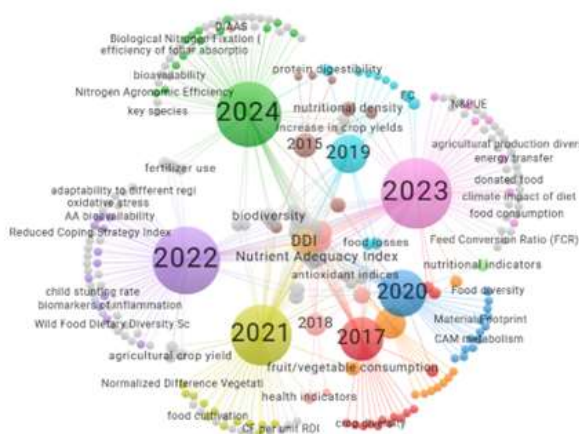 DIAAS
Biological Nitrogen Fixation (
efficiency of foliar absorptio
bioavailability
Nitrogen Agronomic Efficiency
key species
2024
protein digestibility
FC
nutritional density
increase in crop yields
2015
2019
N&PUE
agricultural production divers
energy transfer
donated food
climate impact of diet
food consumption
2023
Feed Conversion Ratio (FCR)
fertilizer use
adaptability to different regi
oxidative stress
AA bioavailability
Reduced Coping Strategy Index
biodiversity
DDI
Nutrient Adequacy Index
food losses
antioxidant indices
nutritional indicators
2022
child stunting rate
biomarkers of inflammation
Wild Food Dietary Diversity Sc
2020
Food diversity
Material Footprint
CAM metabolism
2021
2018
2017
agricultural crop yield
fruit/vegetable consumption
Normalized Difference Vegetati
health indicators
food cultivation
CF per unit RDI
crop diversity